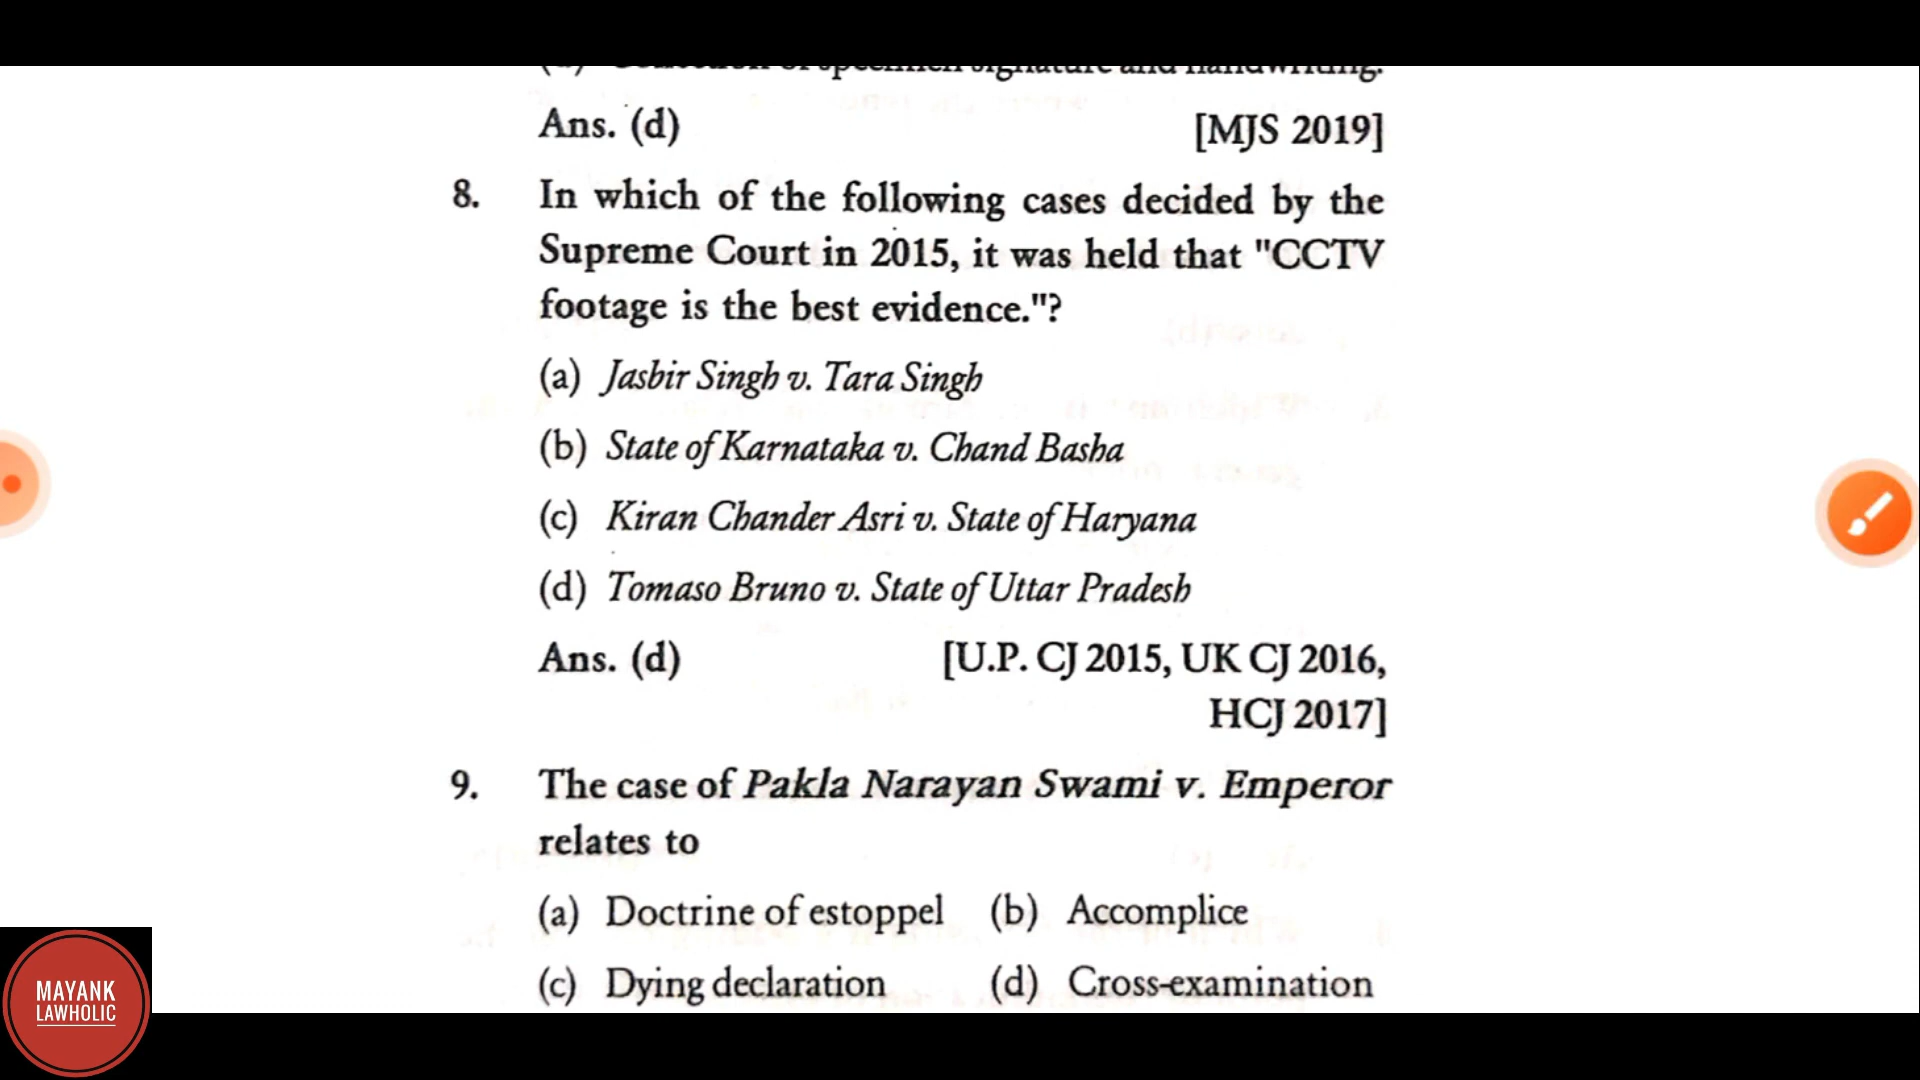 specimen signature and handwriting.
Ans. (d) [MJS 2019]
8. In which of the following cases decided by the
Supreme Court in 2015, it was held that "CCTV
footage is the best evidence."?
(a) Jasbir Singh v. Tara Singh
(b) State of Karnataka v. Chand Basha
(c) Kiran Chander Asri v. State of Haryana
(d) Tomaso Bruno v. State of Uttar Pradesh
Ans. (d) [U.P. CJ 2015, UK CJ 2016,
HCJ 2017]
9. The case of Pakla Narayan Swami v. Emperor
relates to
(a) Doctrine of estoppel (b) Accomplice
(c) Dying declaration (d) Cross-examination
MAYANK
LAWHOLIC